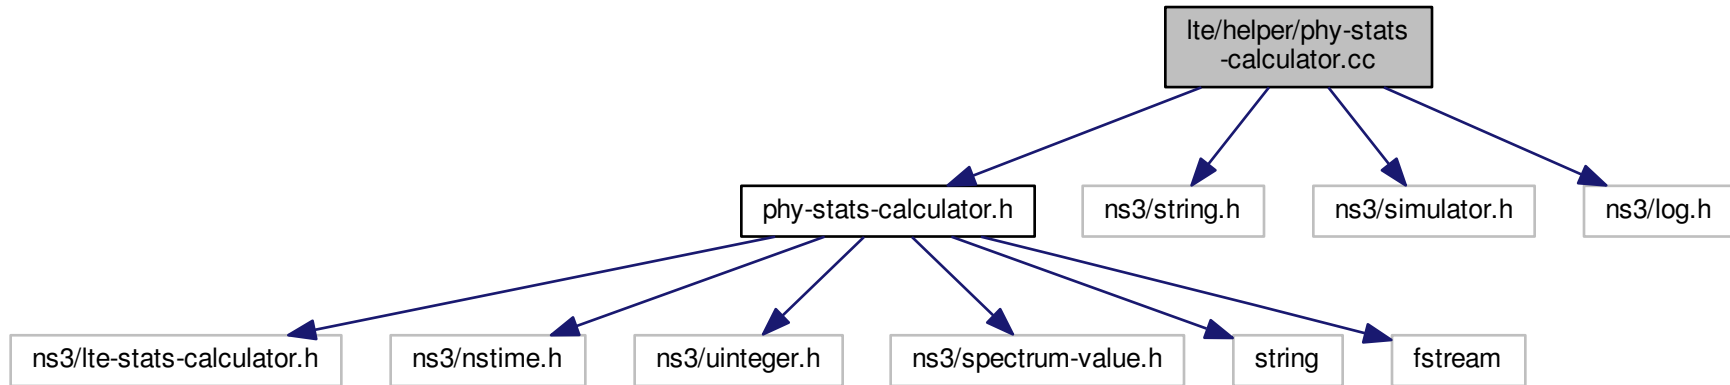 lte/helper/phy-stats
-calculator.cc
phy-stats-calculator.h
ns3/string.h
ns3/simulator.h
ns3/log.h
ns3/lte-stats-calculator.h
ns3/nstime.h
ns3/uinteger.h
ns3/spectrum-value.h
string
fstream